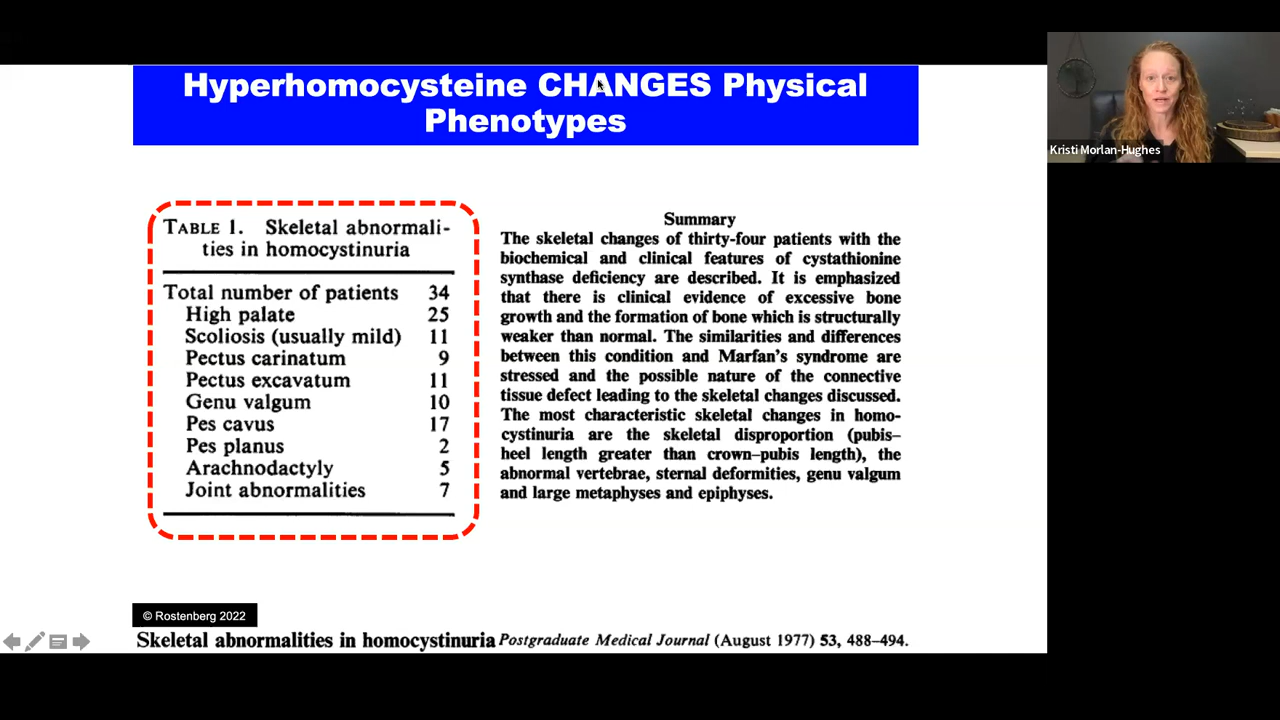 Hyperhomocysteine CHANGES Physical
Phenotypes
Kristi Morlan-Hughes
TABLE 1. Skeletal abnormali-
ties in homocystinuria
Total number of patients 34
High palate 25
Scoliosis (usually mild) 11
Pectus carinatum 9
Pectus excavatum 11
Genu valgum 10
Pes cavus 17
Pes planus 2
Arachnodactyly 5
Joint abnormalities 7
Summary
The skeletal changes of thirty-four patients with the
biochemical and clinical features of cystathionine
synthase deficiency are described. It is emphasized
that there is clinical evidence of excessive bone
growth and the formation of bone which is structurally
weaker than normal. The similarities and differences
between this condition and Marfan's syndrome are
stressed and the possible nature of the connective
tissue defect leading to the skeletal changes discussed.
The most characteristic skeletal changes in homo-
cystinuria are the skeletal disproportion (pubis–
heel length greater than crown–pubis length), the
abnormal vertebrae, sternal deformities, genu valgum
and large metaphyses and epiphyses.
© Rostenberg 2022
Skeletal abnormalities in homocystinuria Postgraduate Medical Journal (August 1977) 53, 488–494.